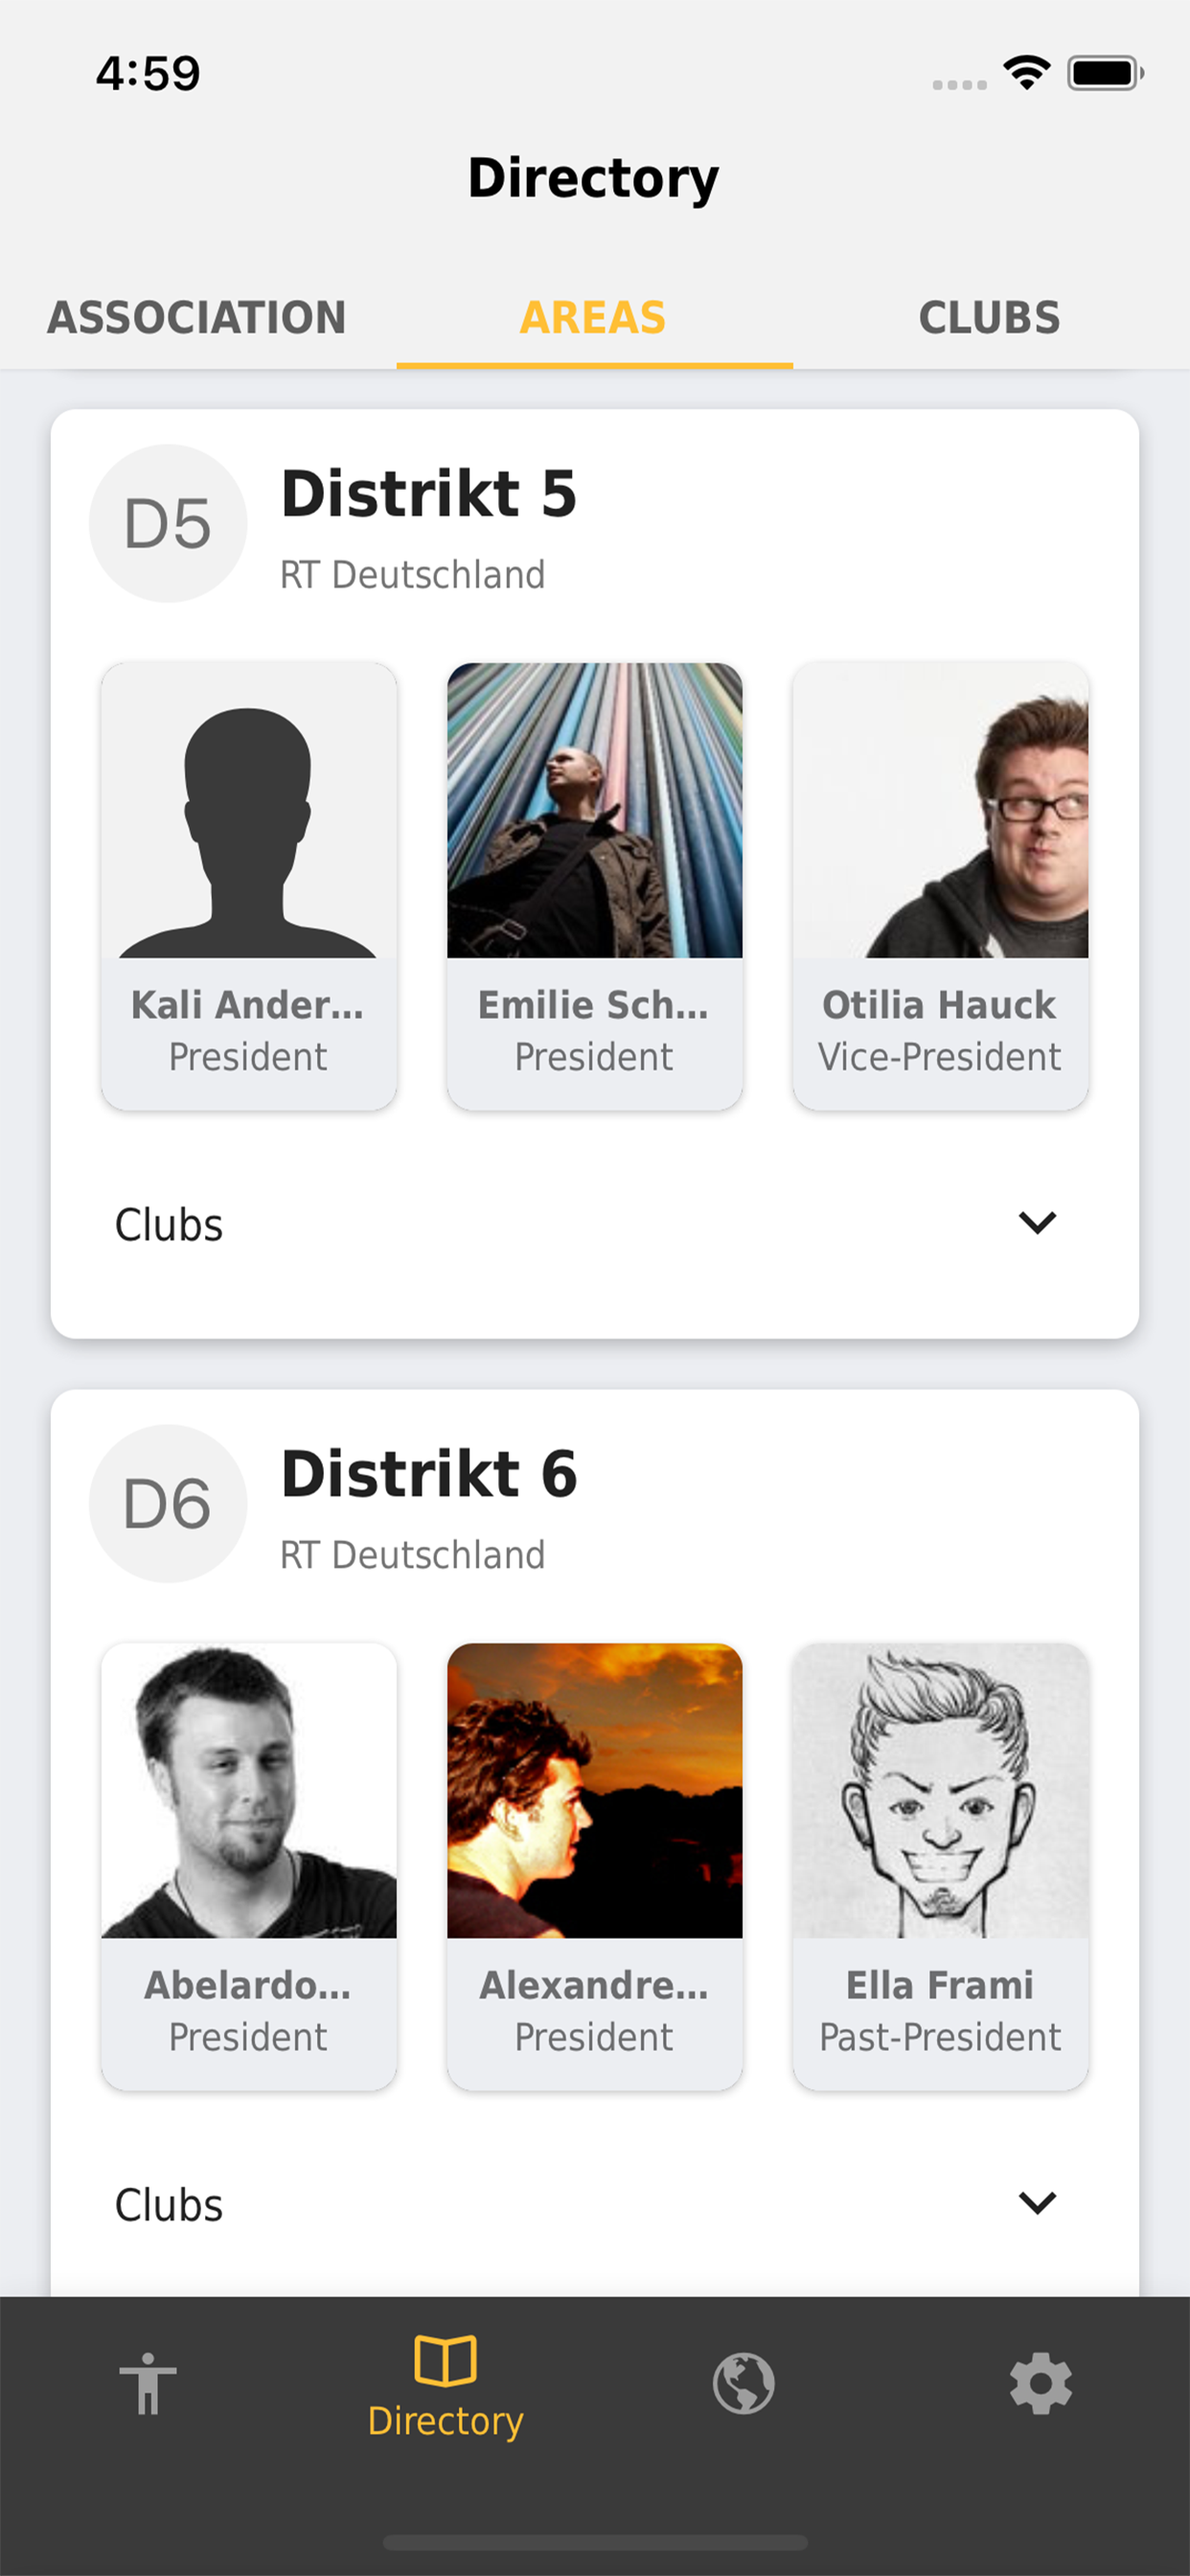 4:59
Directory
ASSOCIATION
AREAS
CLUBS
D5
Distrikt 5
RT Deutschland
Kali Ander...
President
Emilie Sch...
President
Otilia Hauck
Vice-President
Clubs
D6
Distrikt 6
RT Deutschland
Abelardo...
President
Alexandre...
President
Ella Frami
Past-President
Clubs
Directory